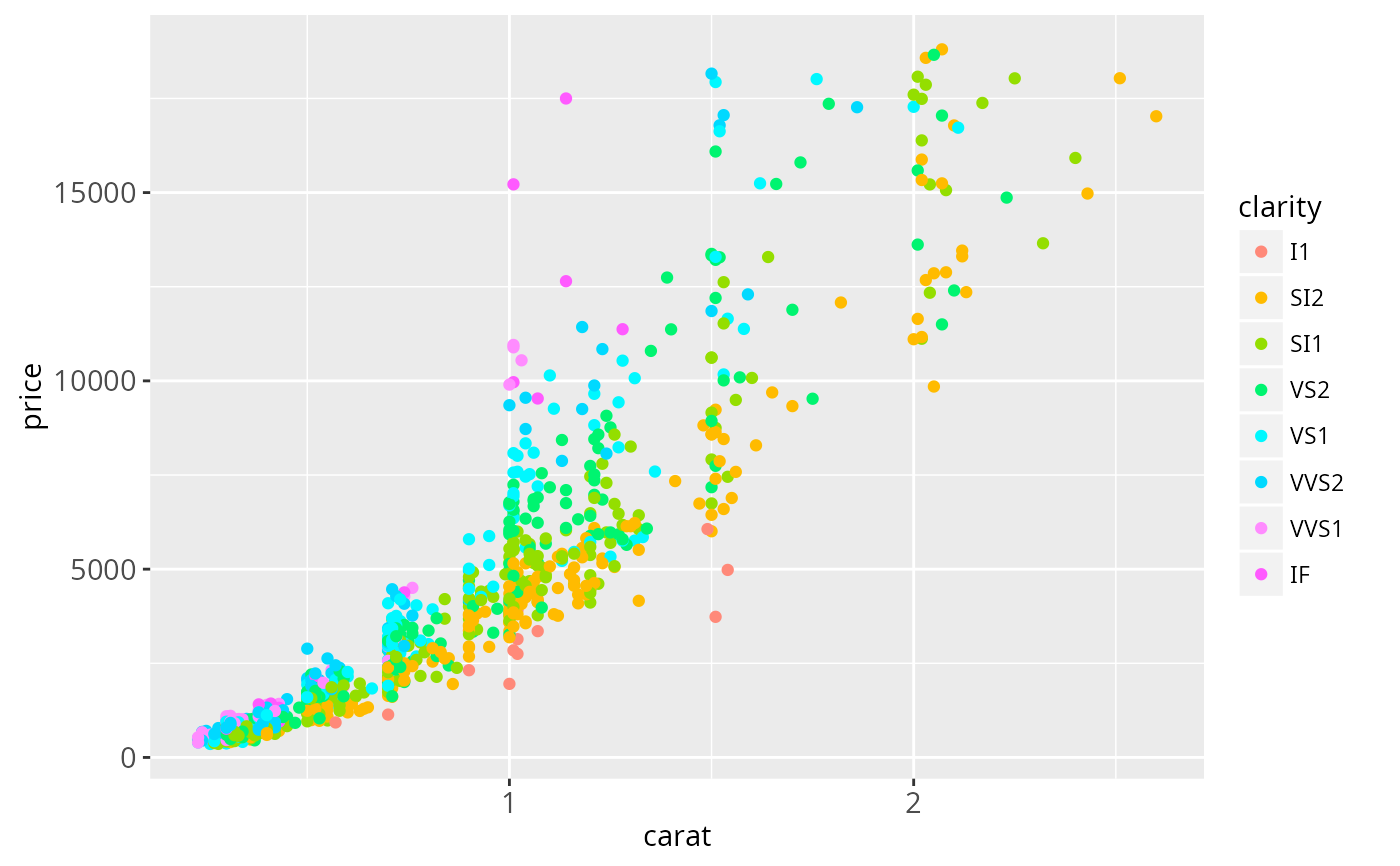 15000
10000
5000
0
price
1
2
carat
clarity
I1
SI2
SI1
VS2
VS1
VVS2
VVS1
IF